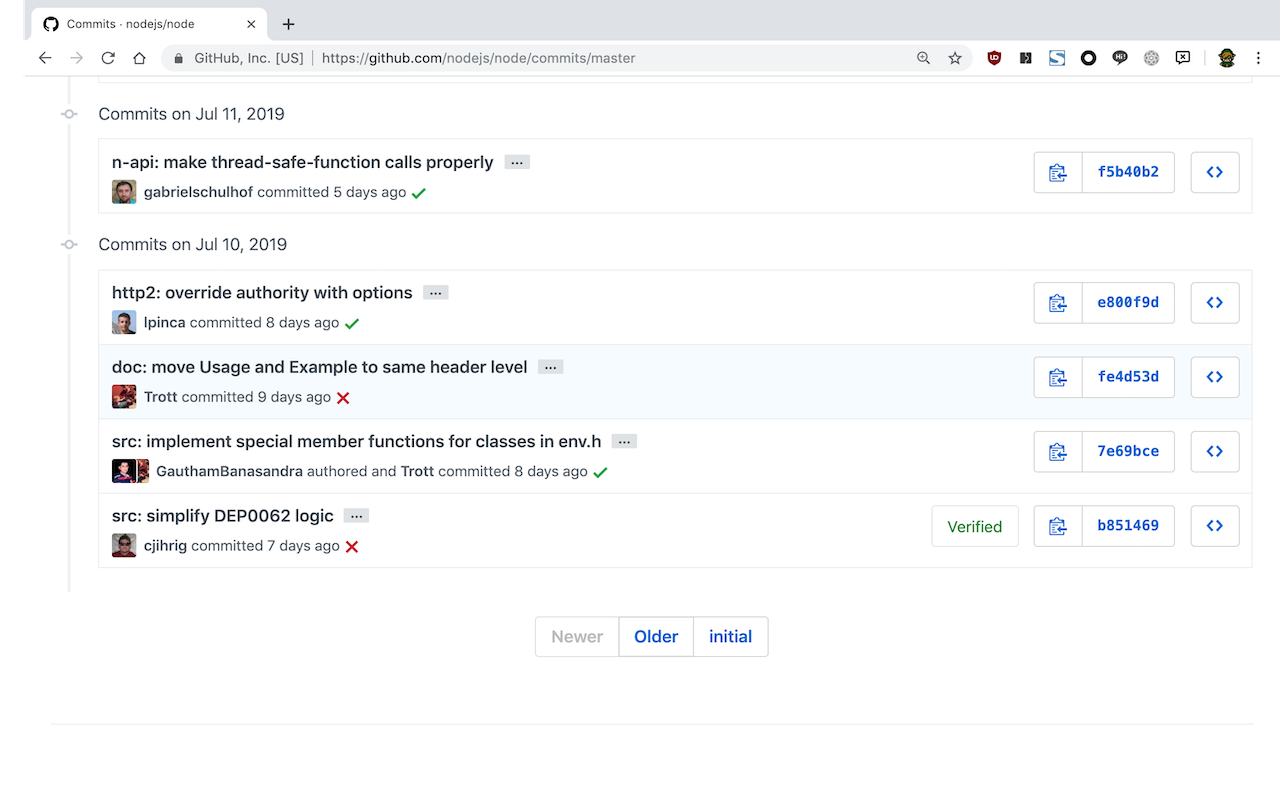 Commits · nodejs/node
GitHub, Inc. [US] | https://github.com/nodejs/node/commits/master
Commits on Jul 11, 2019
n-api: make thread-safe-function calls properly …
f5b40b2
gabrielschulhof committed 5 days ago
Commits on Jul 10, 2019
http2: override authority with options …
e800f9d
lpinca committed 8 days ago
doc: move Usage and Example to same header level …
fe4d53d
Trott committed 9 days ago
src: implement special member functions for classes in env.h …
7e69bce
GauthamBanasandra authored and Trott committed 8 days ago
src: simplify DEP0062 logic …
Verified
b851469
cjihrig committed 7 days ago
Newer
Older
initial